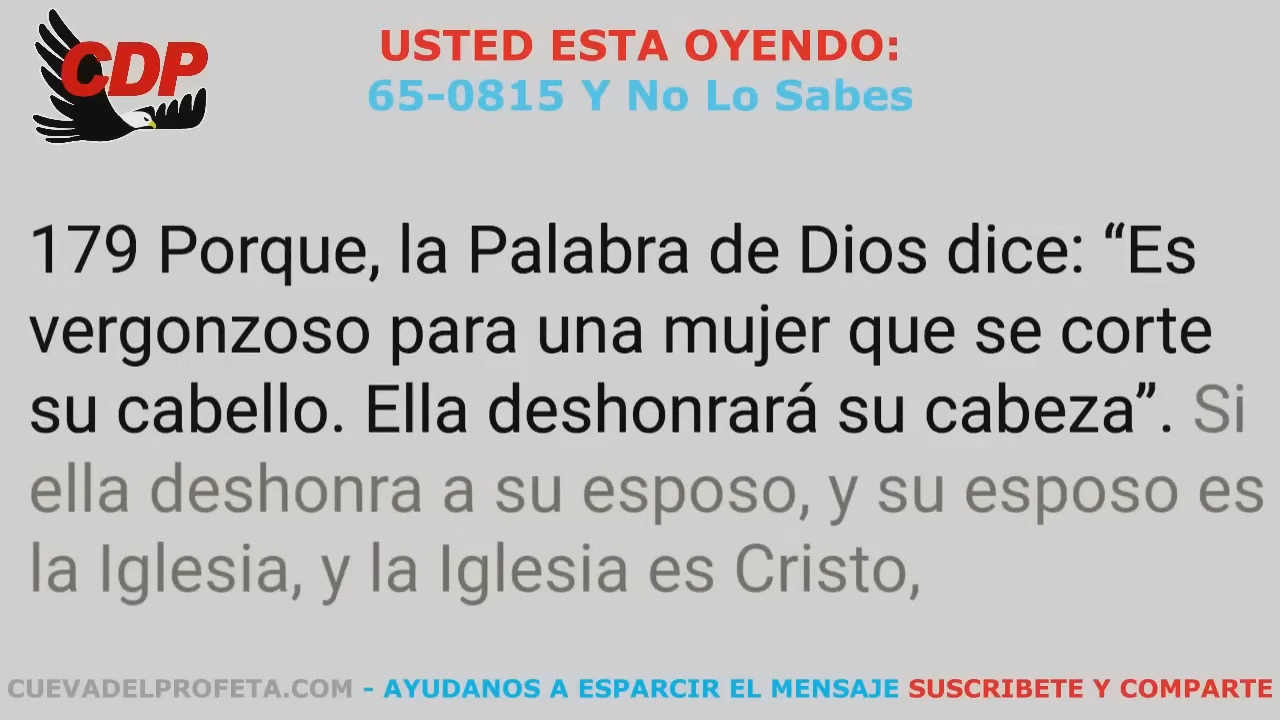 CDP
USTED ESTA OYENDO:
65-0815 Y No Lo Sabes
179 Porque, la Palabra de Dios dice: “Es
vergonzoso para una mujer que se corte
su cabello. Ella deshonrará su cabeza”. Si
ella deshonra a su esposo, y su esposo es
la Iglesia, y la Iglesia es Cristo,
CUEVADELPROFETA.COM - AYUDANOS A ESPARCIR EL MENSAJE SUSCRIBETE Y COMPARTE